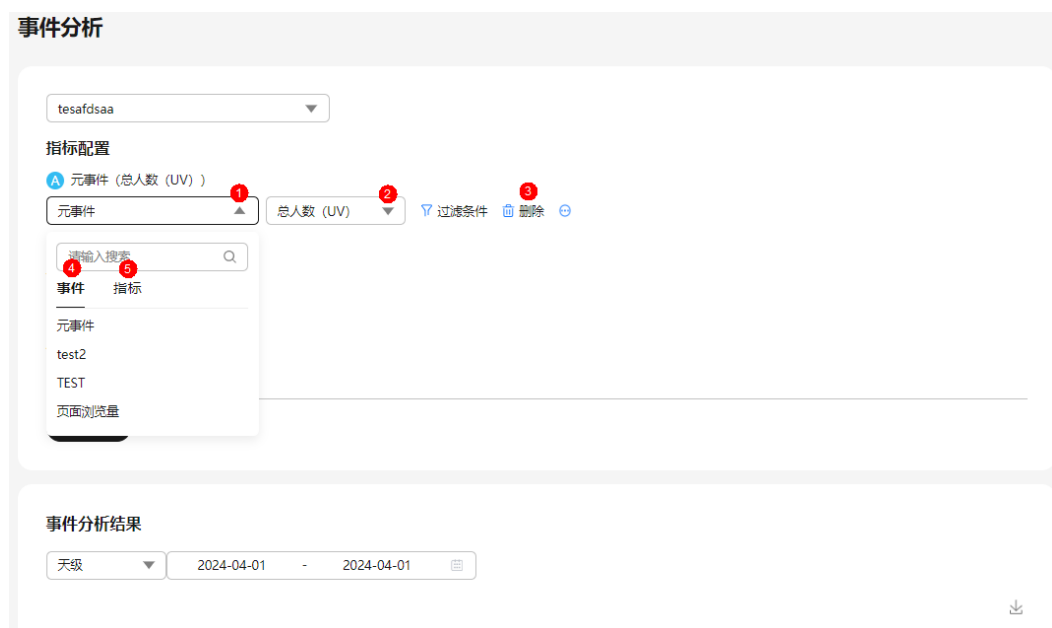 事件分析
tesafdsaa
指标配置
A 元事件（总人数（UV））
1 2 3
元事件 总人数（UV） 过滤条件 删除
请输入搜索
4 5
事件 指标
元事件
test2
TEST
页面浏览量
事件分析结果
天级 2024-04-01 - 2024-04-01